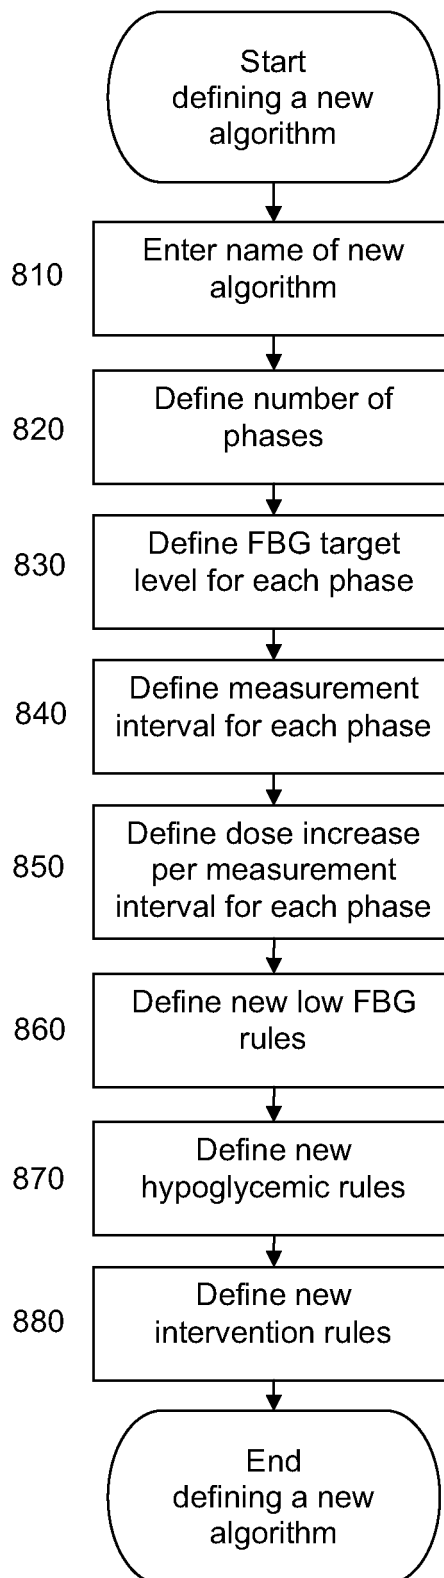 Start
defining a new
algorithm
810
Enter name of new
algorithm
820
Define number of
phases
830
Define FBG target
level for each phase
840
Define measurement
interval for each phase
850
Define dose increase
per measurement
interval for each phase
860
Define new low FBG
rules
870
Define new
hypoglycemic rules
880
Define new
intervention rules
End
defining a new
algorithm